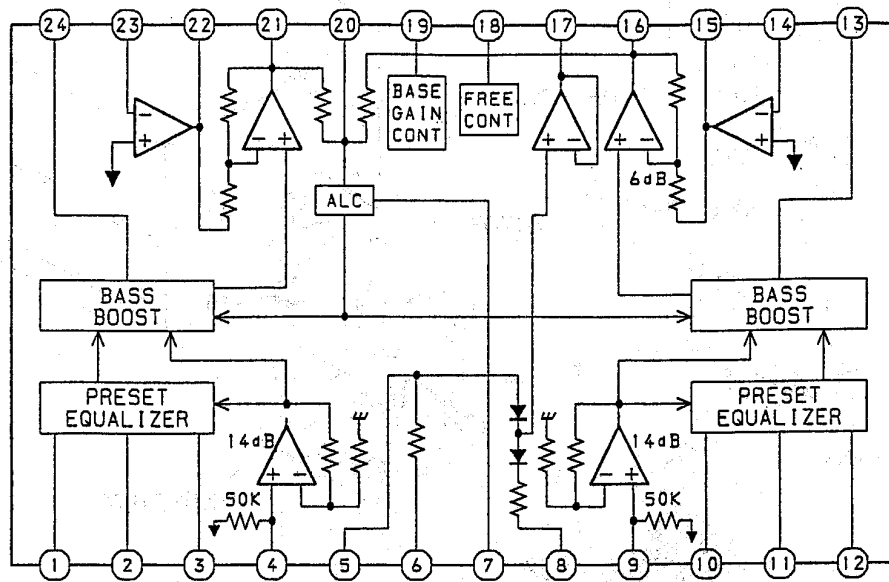 24 23 22 21 20 19 18 17 16 15 14 13
BASE
GAIN
CONT
FREE
CONT
− +
− +
+ −
+ −
− +
6dB
ALC
BASS
BOOST
BASS
BOOST
PRESET
EQUALIZER
PRESET
EQUALIZER
14dB
14dB
+ −
− +
50K
50K
1 2 3 4 5 6 7 8 9 10 11 12